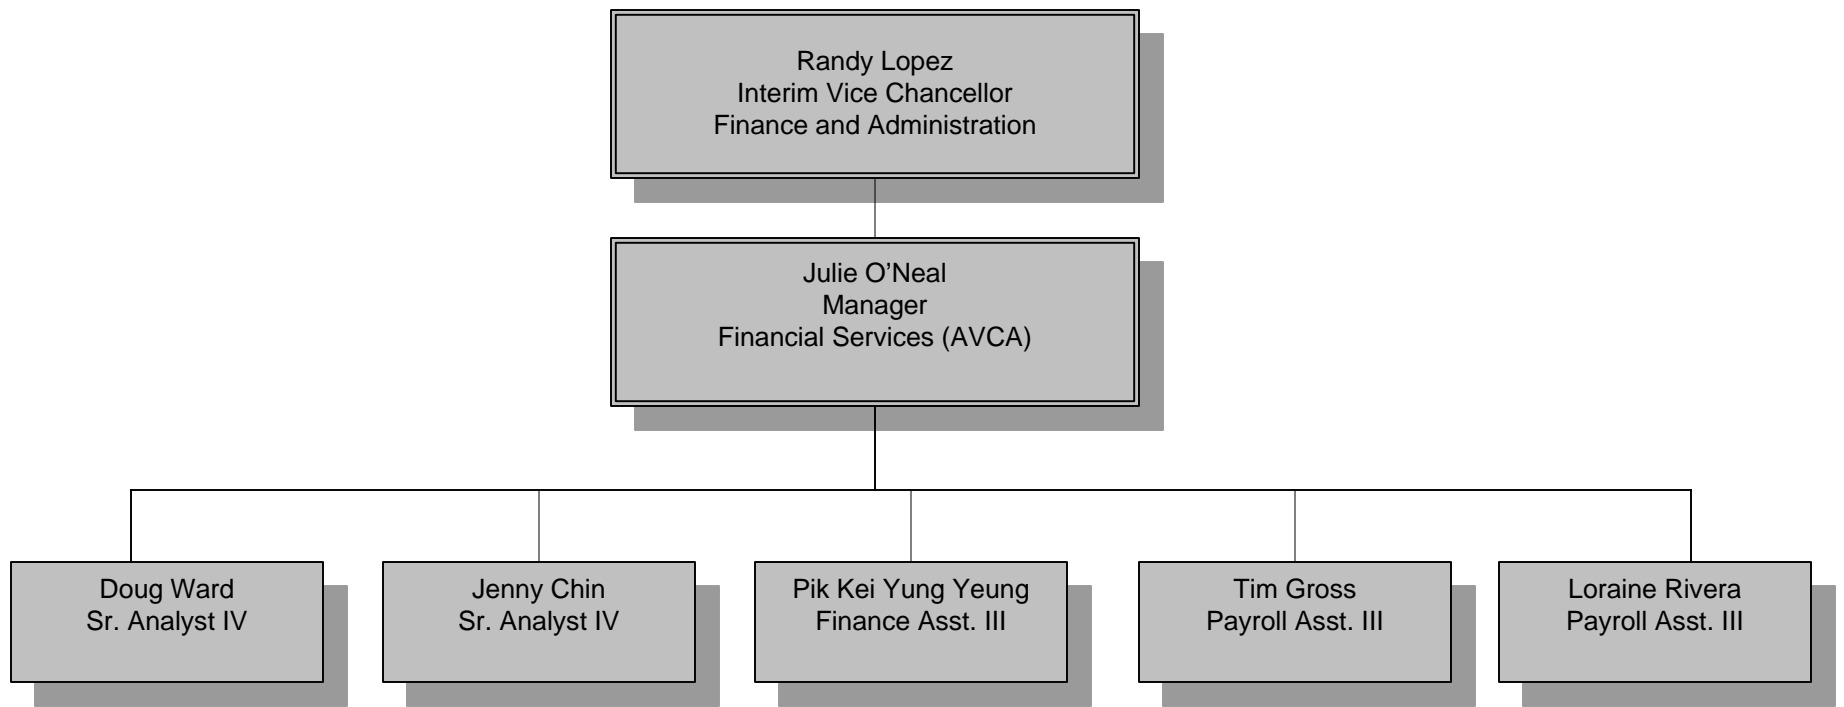 Randy Lopez
Interim Vice Chancellor
Finance and Administration
Julie O’Neal
Manager
Financial Services (AVCA)
Doug Ward
Sr. Analyst IV
Jenny Chin
Sr. Analyst IV
Pik Kei Yung Yeung
Finance Asst. III
Tim Gross
Payroll Asst. III
Loraine Rivera
Payroll Asst. III